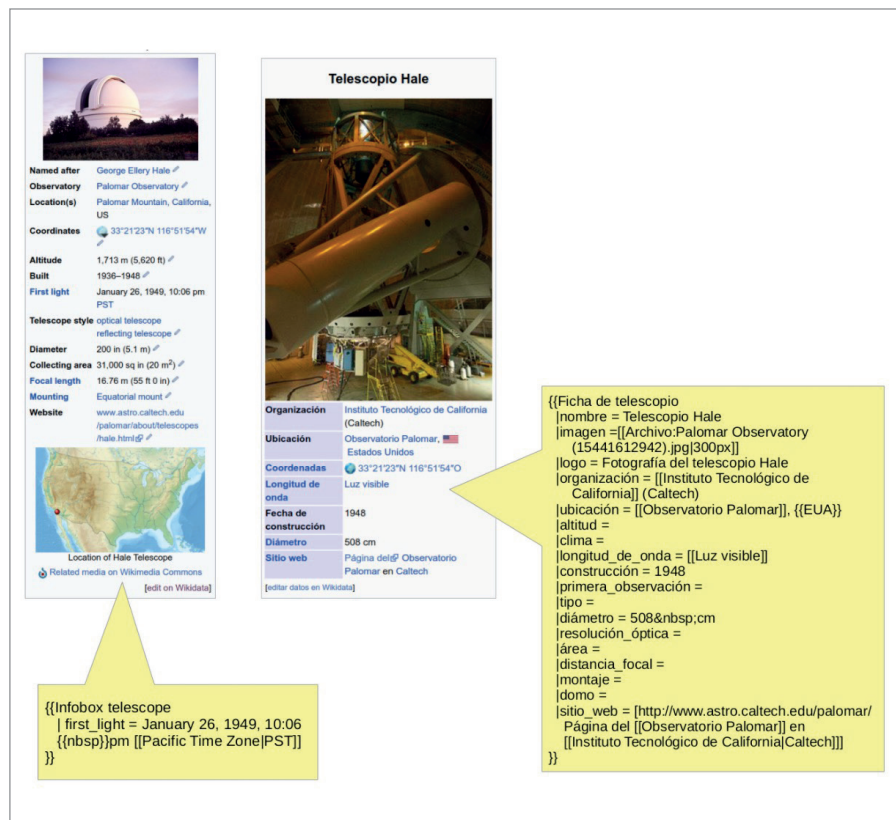 Named after George Ellery Hale
Observatory Palomar Observatory
Location(s) Palomar Mountain, California,
US
Coordinates 33°21′23″N 116°51′54″W
Altitude 1,713 m (5,620 ft)
Built 1936–1948
First light January 26, 1949, 10:06 pm
PST
Telescope style optical telescope
reflecting telescope
Diameter 200 in (5.1 m)
Collecting area 31,000 sq in (20 m²)
Focal length 16.76 m (55 ft 0 in)
Mounting Equatorial mount
Website www.astro.caltech.edu
/palomar/about/telescopes
/hale.html
Location of Hale Telescope
Related media on Wikimedia Commons
[edit on Wikidata]
{{Infobox telescope
| first_light = January 26, 1949, 10:06
{{nbsp}}pm [[Pacific Time Zone|PST]]
}}
Telescopio Hale
Organización Instituto Tecnológico de California
(Caltech)
Ubicación Observatorio Palomar,
Estados Unidos
Coordenadas 33°21′23″N 116°51′54″O
Longitud de Luz visible
onda
Fecha de 1948
construcción
Diámetro 508 cm
Sitio web Página del Observatorio
Palomar en Caltech
[editar datos en Wikidata]
{{Ficha de telescopio
|nombre = Telescopio Hale
|imagen =[[Archivo:Palomar Observatory
(15441612942).jpg|300px]]
|logo = Fotografía del telescopio Hale
|organización = [[Instituto Tecnológico de
California]] (Caltech)
|ubicación = [[Observatorio Palomar]], {{EUA}}
|altitud =
|clima =
|longitud_de_onda = [[Luz visible]]
|construcción = 1948
|primera_observación =
|tipo =
|diámetro = 508&nbsp;cm
|resolución_óptica =
|área =
|distancia_focal =
|montaje =
|domo =
|sitio_web = [http://www.astro.caltech.edu/palomar/
Página del [[Observatorio Palomar]] en
[[Instituto Tecnológico de California|Caltech]]]
}}